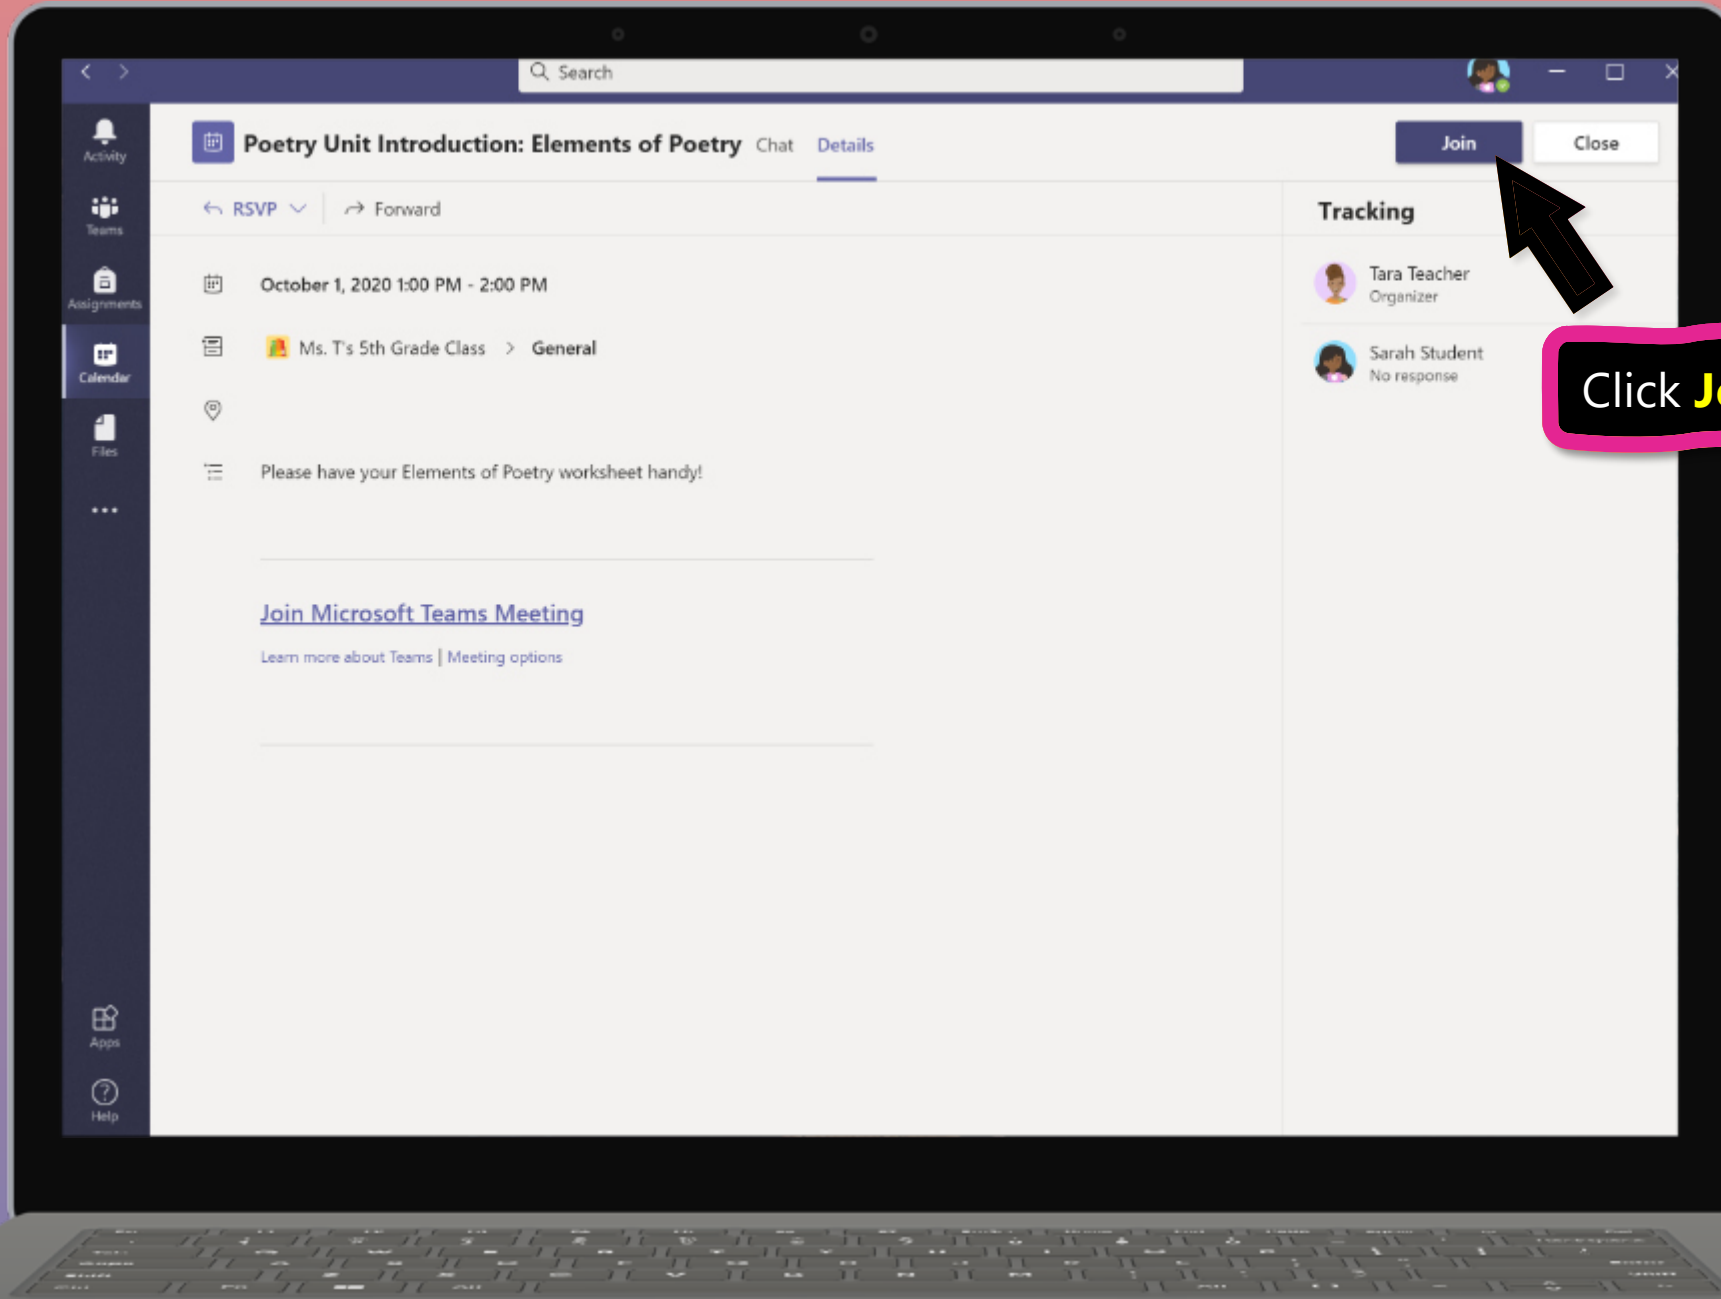 Search
Activity
Teams
Assignments
Calendar
Files
Apps
Help
Poetry Unit Introduction: Elements of Poetry Chat Details
Join Close
RSVP Forward
October 1, 2020 1:00 PM - 2:00 PM
Ms. T's 5th Grade Class > General
Please have your Elements of Poetry worksheet handy!
Join Microsoft Teams Meeting
Learn more about Teams | Meeting options
Tracking
Tara Teacher
Organizer
Sarah Student
No response
Click